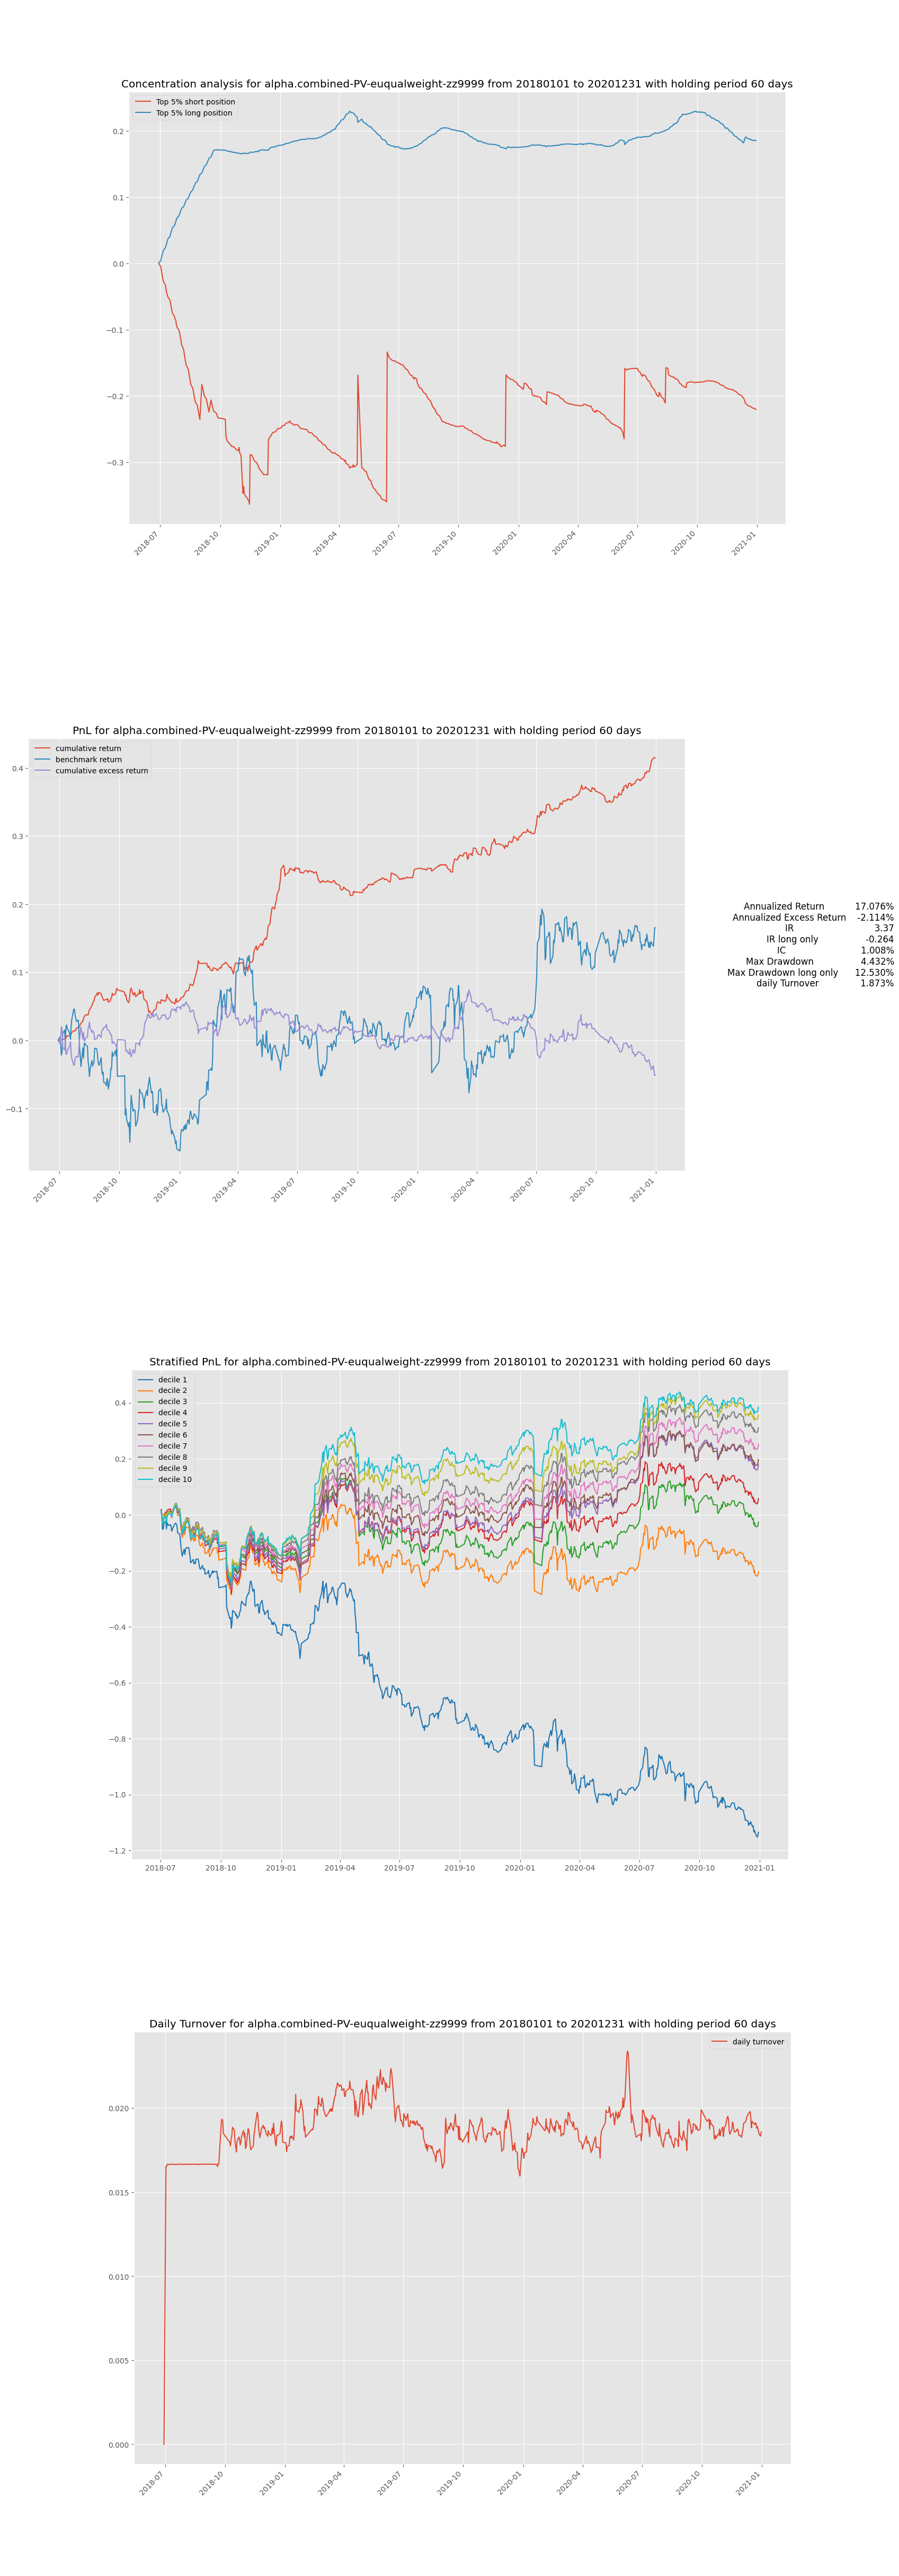 Concentration analysis for alpha.combined-PV-euqualweight-zz9999 from 20180101 to 20201231 with holding period 60 days
Top 5% short position
Top 5% long position
0.2
0.1
0.0
−0.1
−0.2
−0.3
2018-07
2018-10
2019-01
2019-04
2019-07
2019-10
2020-01
2020-04
2020-07
2020-10
2021-01
PnL for alpha.combined-PV-euqualweight-zz9999 from 20180101 to 20201231 with holding period 60 days
cumulative return
benchmark return
cumulative excess return
0.4
0.3
0.2
0.1
0.0
−0.1
2018-07
2018-10
2019-01
2019-04
2019-07
2019-10
2020-01
2020-04
2020-07
2020-10
2021-01
Annualized Return 17.076%
Annualized Excess Return -2.114%
IR 3.37
IR long only -0.264
IC 1.008%
Max Drawdown 4.432%
Max Drawdown long only 12.530%
daily Turnover 1.873%
Stratified PnL for alpha.combined-PV-euqualweight-zz9999 from 20180101 to 20201231 with holding period 60 days
decile 1
decile 2
decile 3
decile 4
decile 5
decile 6
decile 7
decile 8
decile 9
decile 10
0.4
0.2
0.0
−0.2
−0.4
−0.6
−0.8
−1.0
−1.2
2018-07
2018-10
2019-01
2019-04
2019-07
2019-10
2020-01
2020-04
2020-07
2020-10
2021-01
Daily Turnover for alpha.combined-PV-euqualweight-zz9999 from 20180101 to 20201231 with holding period 60 days
daily turnover
0.020
0.015
0.010
0.005
0.000
2018-07
2018-10
2019-01
2019-04
2019-07
2019-10
2020-01
2020-04
2020-07
2020-10
2021-01